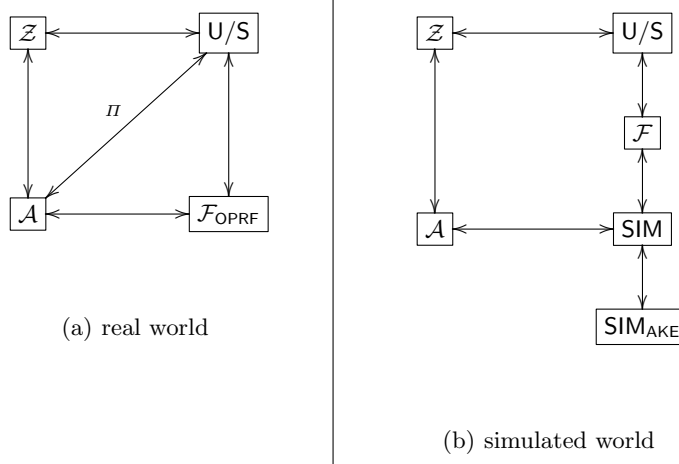 𝒵 U/S
Π
𝒜 ℱ_OPRF
(a) real world
𝒵 U/S
ℱ
𝒜 SIM
SIM_AKE
(b) simulated world